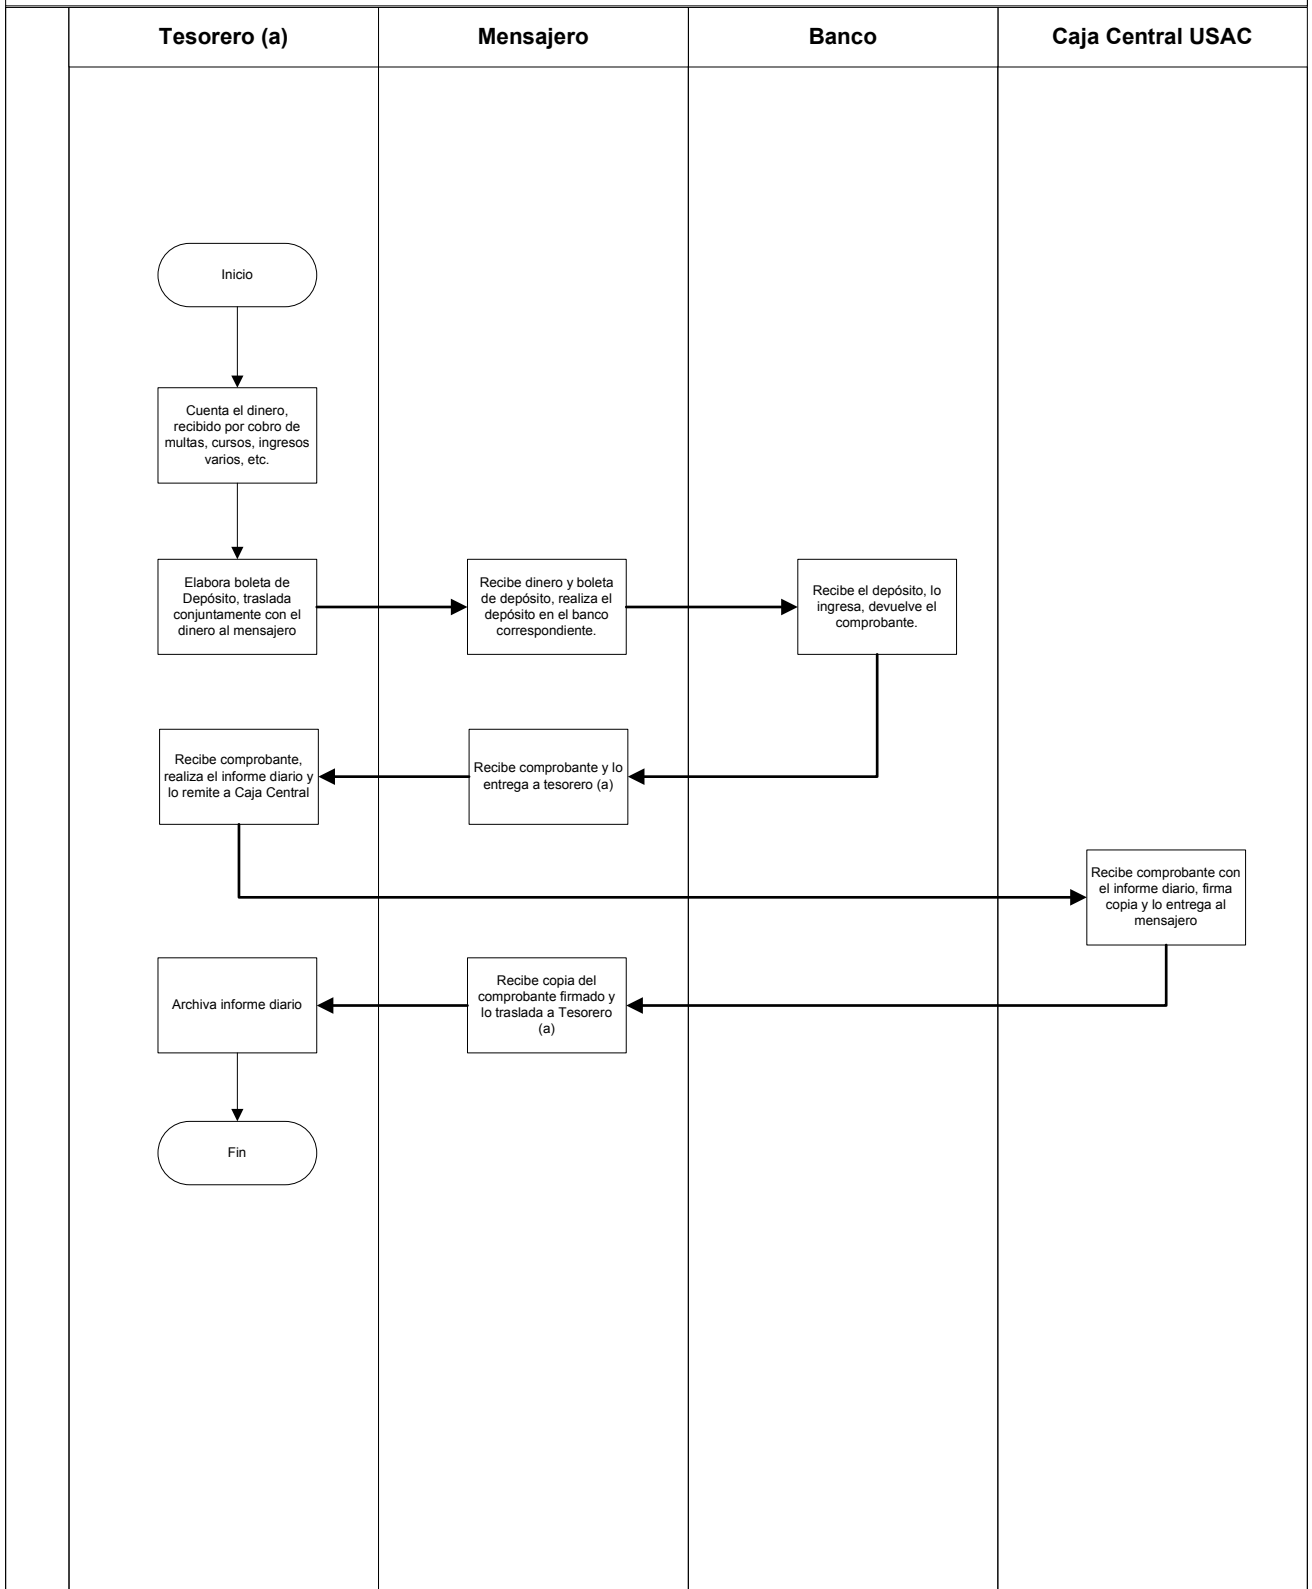 Tesorero (a)
Mensajero
Banco
Caja Central USAC
Inicio
Cuenta el dinero,
recibido por cobro de
multas, cursos, ingresos
varios, etc.
Elabora boleta de
Depósito, traslada
conjuntamente con el
dinero al mensajero
Recibe dinero y boleta
de depósito, realiza el
depósito en el banco
correspondiente.
Recibe el depósito, lo
ingresa, devuelve el
comprobante.
Recibe comprobante,
realiza el informe diario y
lo remite a Caja Central
Recibe comprobante y lo
entrega a tesorero (a)
Recibe comprobante con
el informe diario, firma
copia y lo entrega al
mensajero
Archiva informe diario
Recibe copia del
comprobante firmado y
lo traslada a Tesorero
(a)
Fin